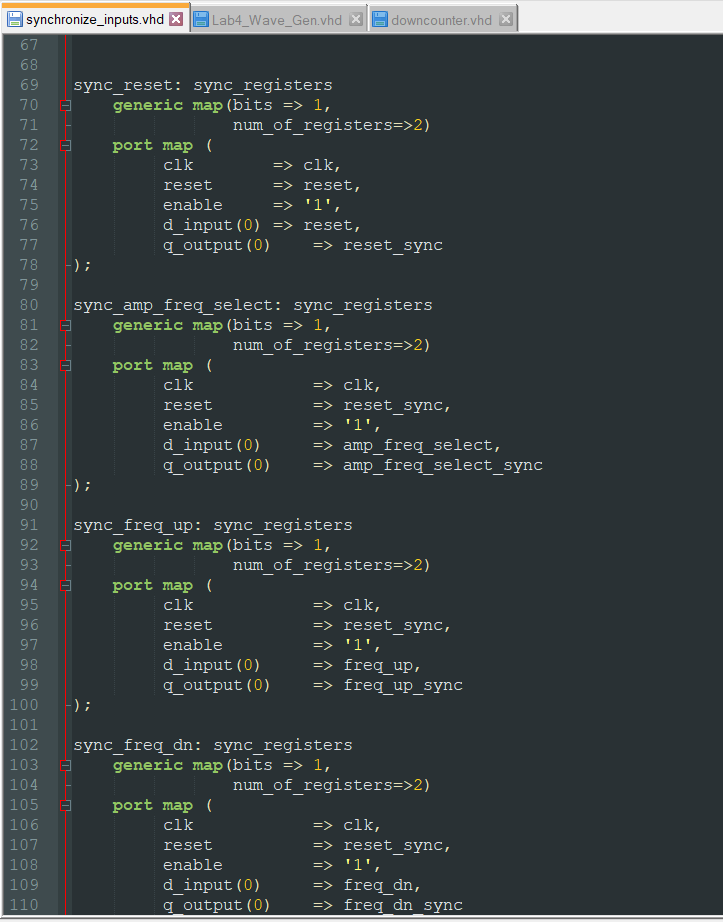 synchronize_inputs.vhd Lab4_Wave_Gen.vhd downcounter.vhd
67
68
69 sync_reset: sync_registers
70 generic map(bits => 1,
71 num_of_registers=>2)
72 port map (
73 clk => clk,
74 reset => reset,
75 enable => '1',
76 d_input(0) => reset,
77 q_output(0) => reset_sync
78 );
79
80 sync_amp_freq_select: sync_registers
81 generic map(bits => 1,
82 num_of_registers=>2)
83 port map (
84 clk => clk,
85 reset => reset_sync,
86 enable => '1',
87 d_input(0) => amp_freq_select,
88 q_output(0) => amp_freq_select_sync
89 );
90
91 sync_freq_up: sync_registers
92 generic map(bits => 1,
93 num_of_registers=>2)
94 port map (
95 clk => clk,
96 reset => reset_sync,
97 enable => '1',
98 d_input(0) => freq_up,
99 q_output(0) => freq_up_sync
100 );
101
102 sync_freq_dn: sync_registers
103 generic map(bits => 1,
104 num_of_registers=>2)
105 port map (
106 clk => clk,
107 reset => reset_sync,
108 enable => '1',
109 d_input(0) => freq_dn,
110 q_output(0) => freq_dn_sync